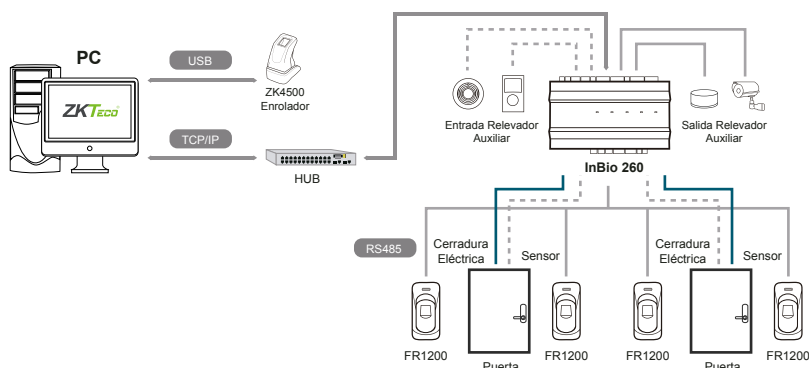 PC
USB
ZKTeco
ZK4500
Enrolador
TCP/IP
HUB
Entrada Relevador
Auxiliar
Salida Relevador
Auxiliar
InBio 260
RS485
Cerradura
Eléctrica
Sensor
Cerradura
Eléctrica
Sensor
FR1200
Puerta
FR1200
FR1200
Puerta
FR1200